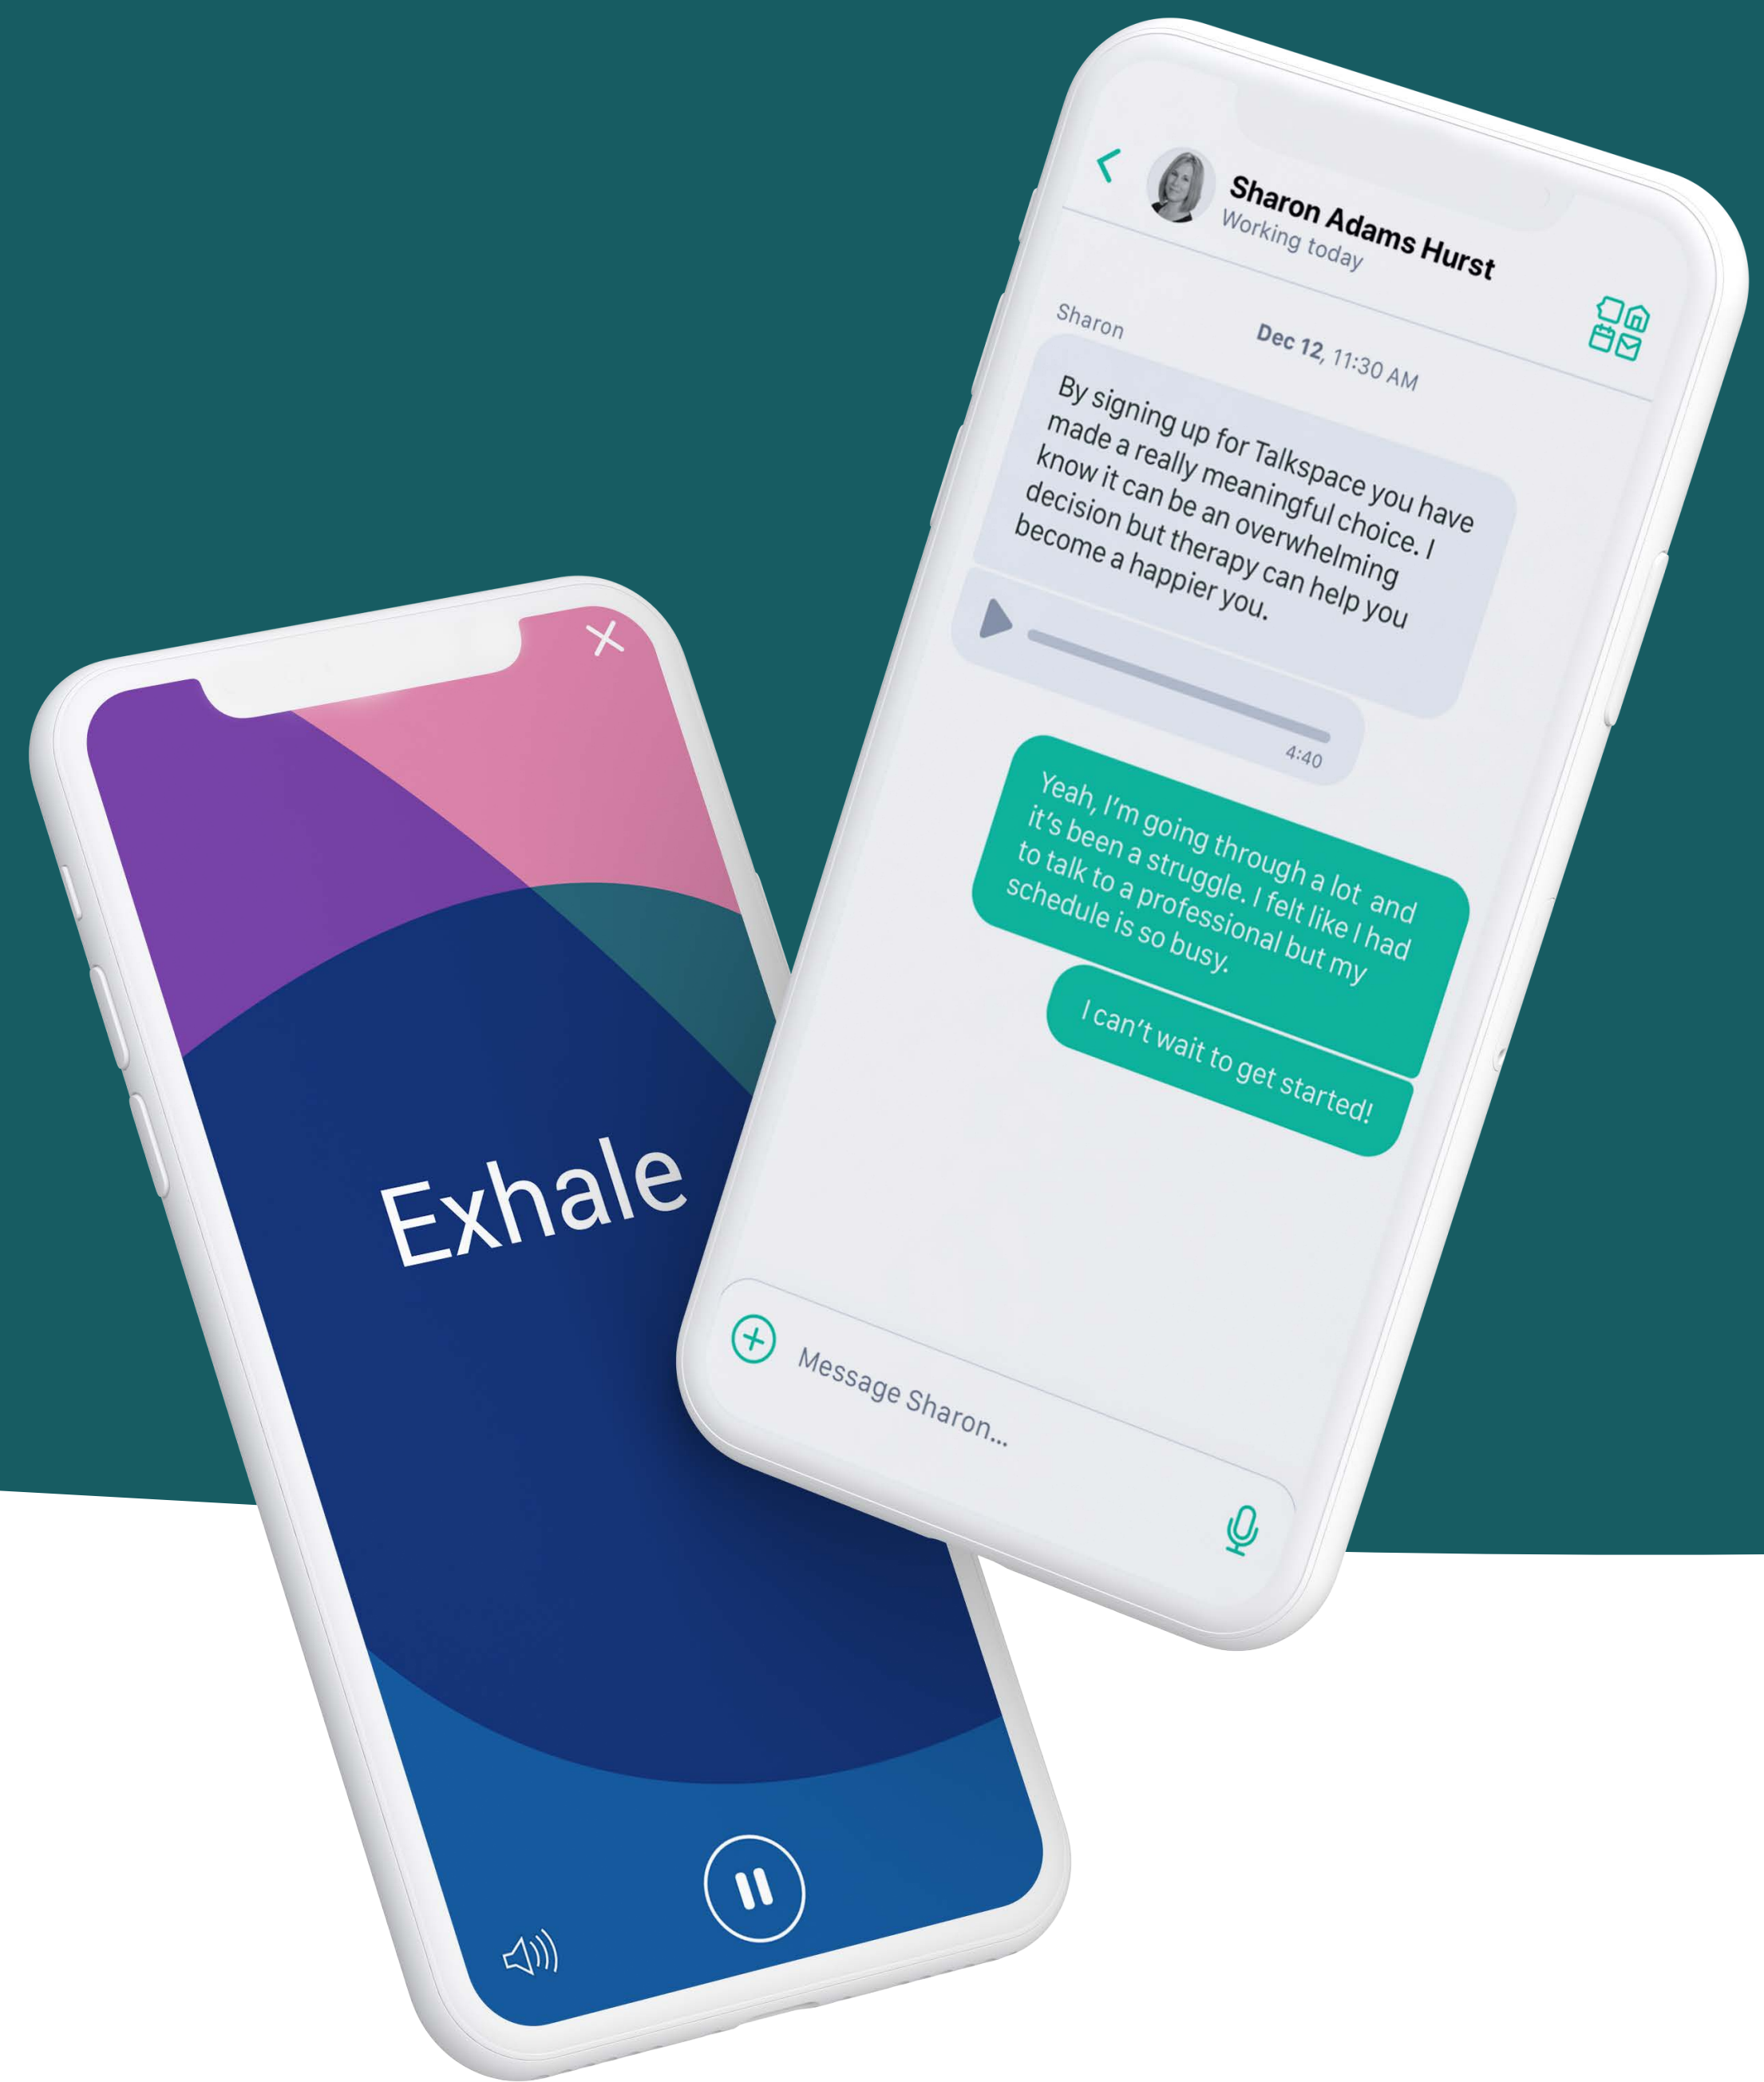 Sharon Adams Hurst
Working today
Sharon
Dec 12, 11:30 AM
By signing up for Talkspace you have
made a really meaningful choice. I
know it can be an overwhelming
decision but therapy can help you
become a happier you.
4:40
Yeah, I'm going through a lot and
it's been a struggle. I felt like I had
to talk to a professional but my
schedule is so busy.
I can't wait to get started!
Message Sharon...
Exhale